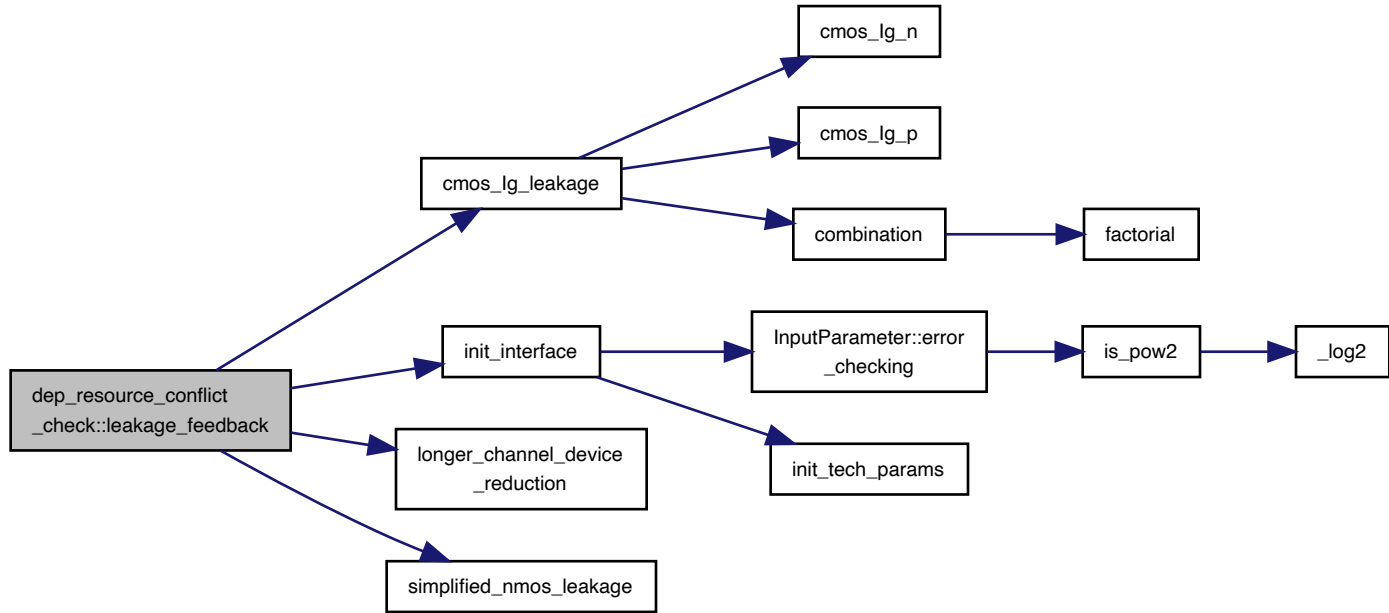 cmos_Ig_n
cmos_Ig_p
cmos_Ig_leakage
combination
factorial
InputParameter::error
_checking
init_interface
is_pow2
_log2
dep_resource_conflict
_check::leakage_feedback
longer_channel_device
_reduction
init_tech_params
simplified_nmos_leakage